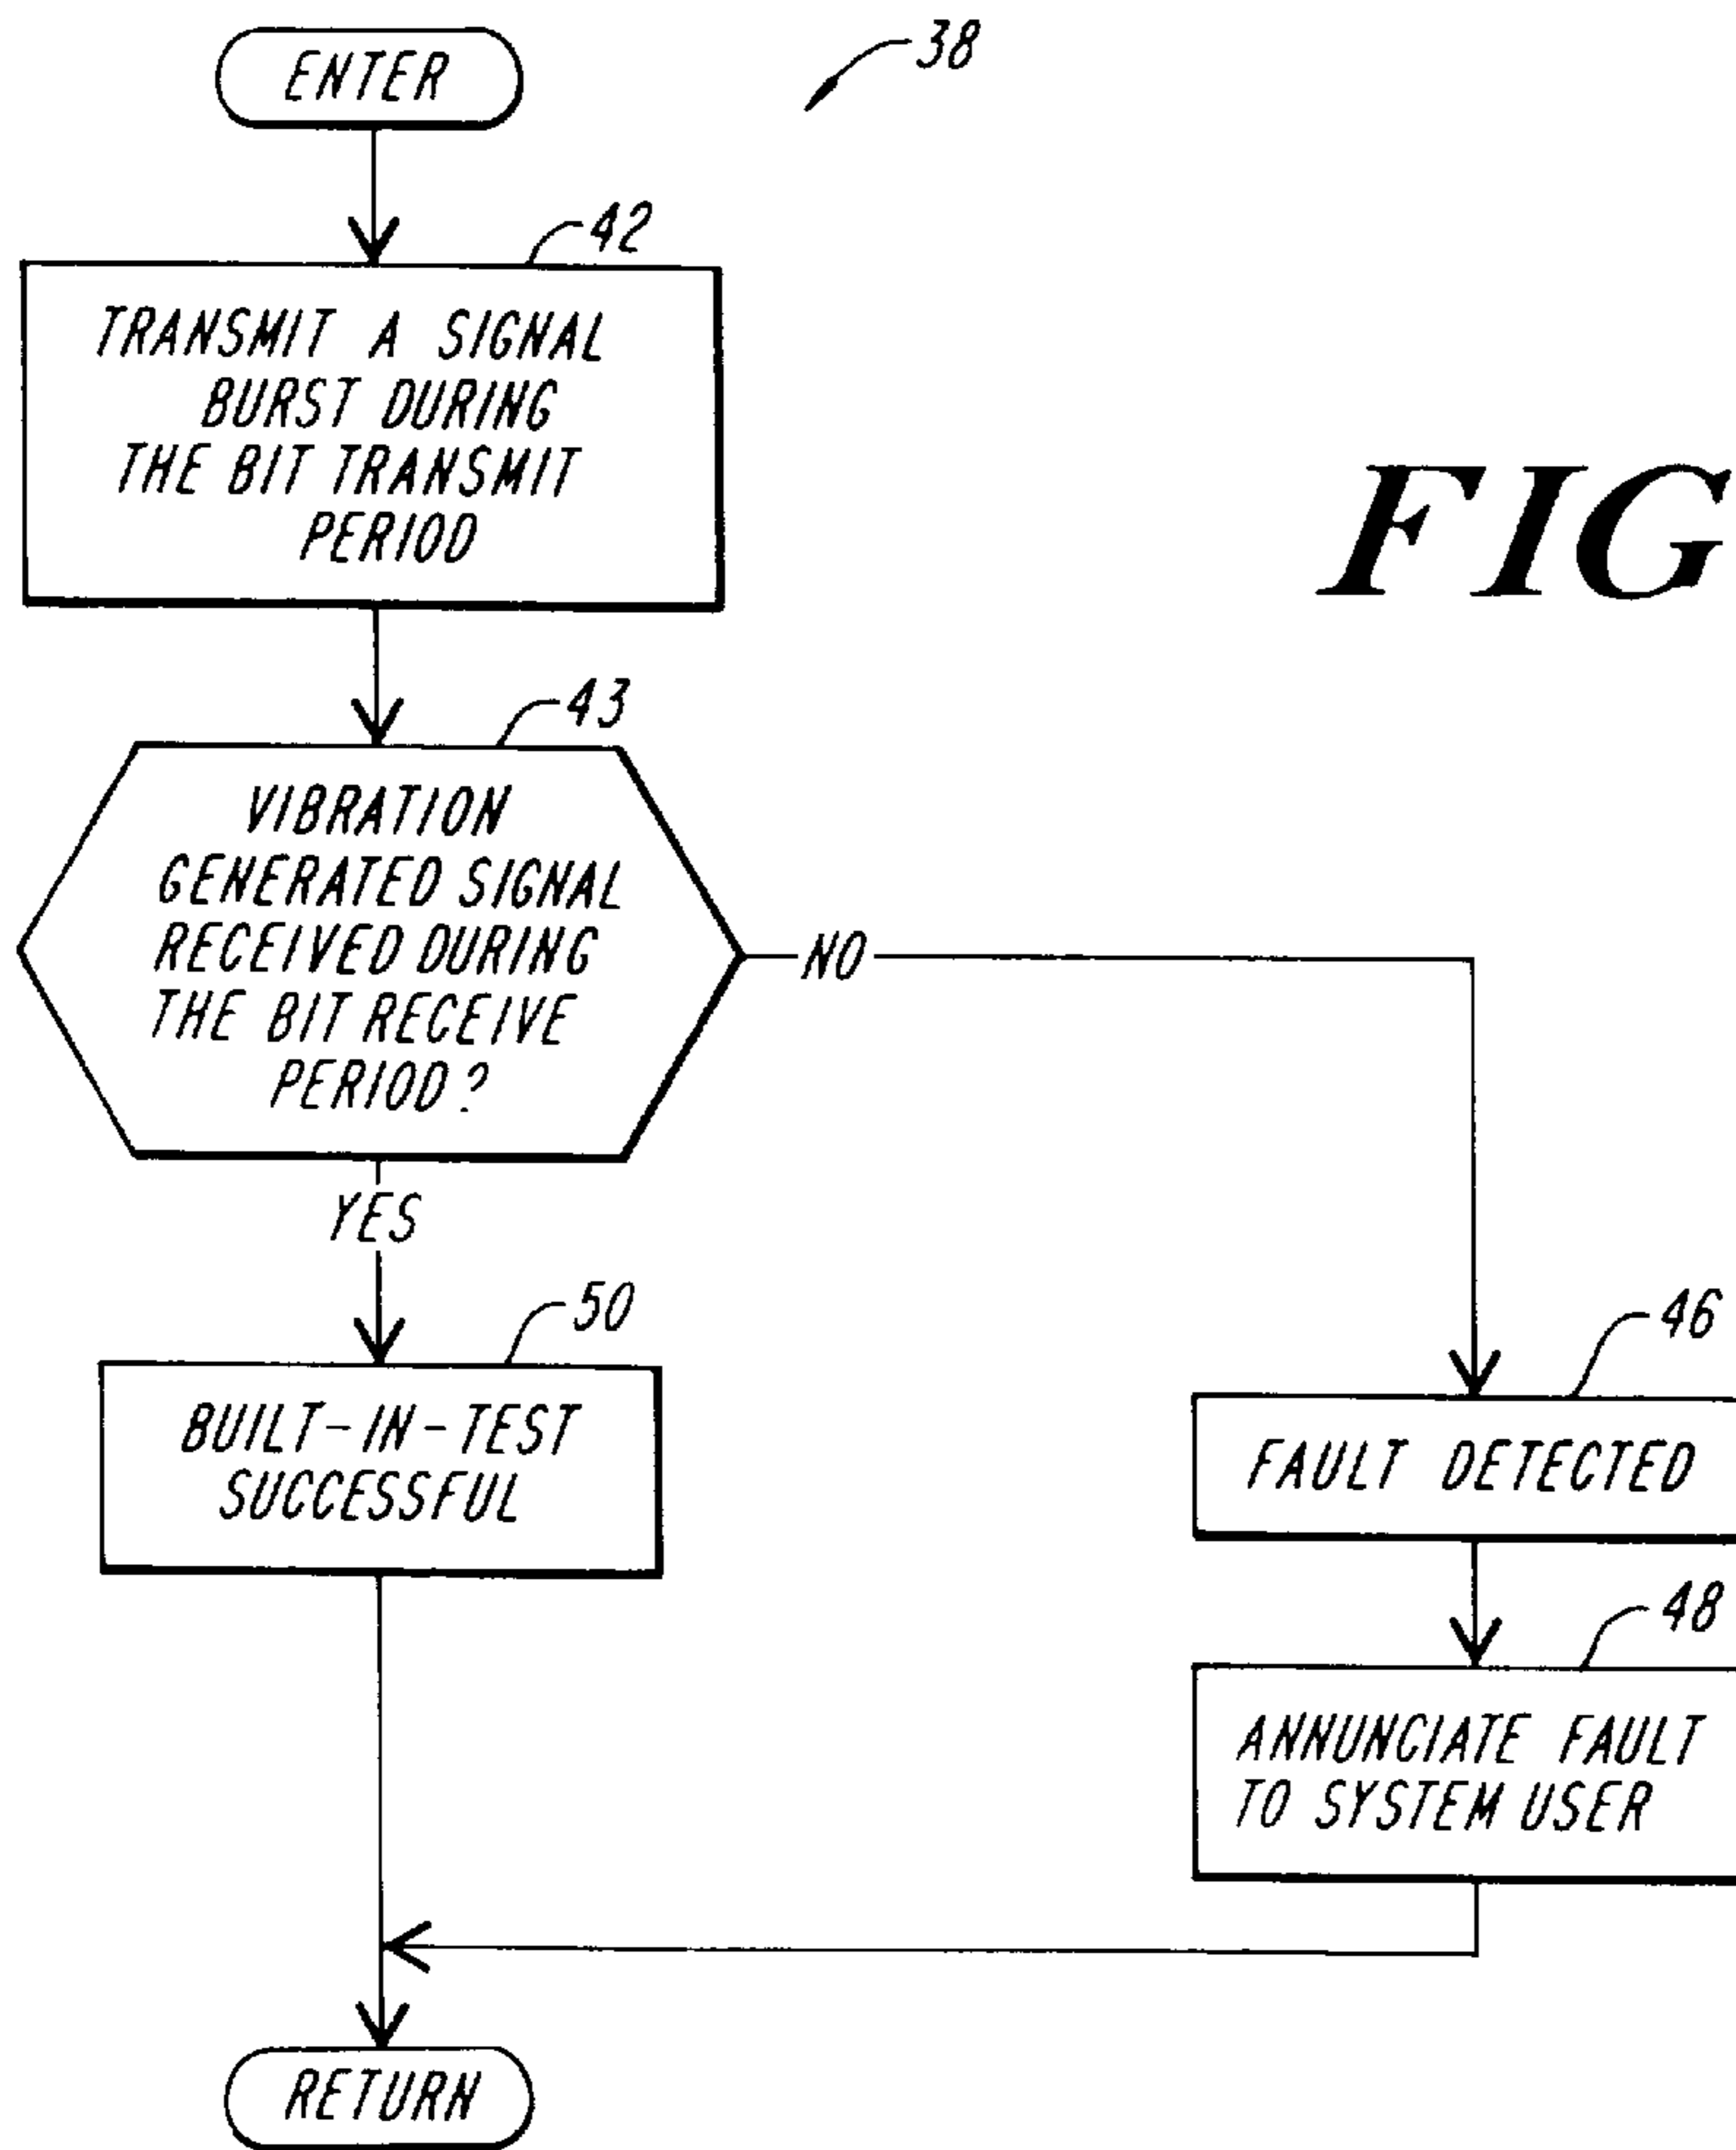 ENTER
38
42
TRANSMIT A SIGNAL
BURST DURING
THE BIT TRANSMIT
PERIOD
FIG
43
VIBRATION
GENERATED SIGNAL
RECEIVED DURING
THE BIT RECEIVE
PERIOD?
NO
YES
50
BUILT-IN-TEST
SUCCESSFUL
46
FAULT DETECTED
48
ANNUNCIATE FAULT
TO SYSTEM USER
RETURN